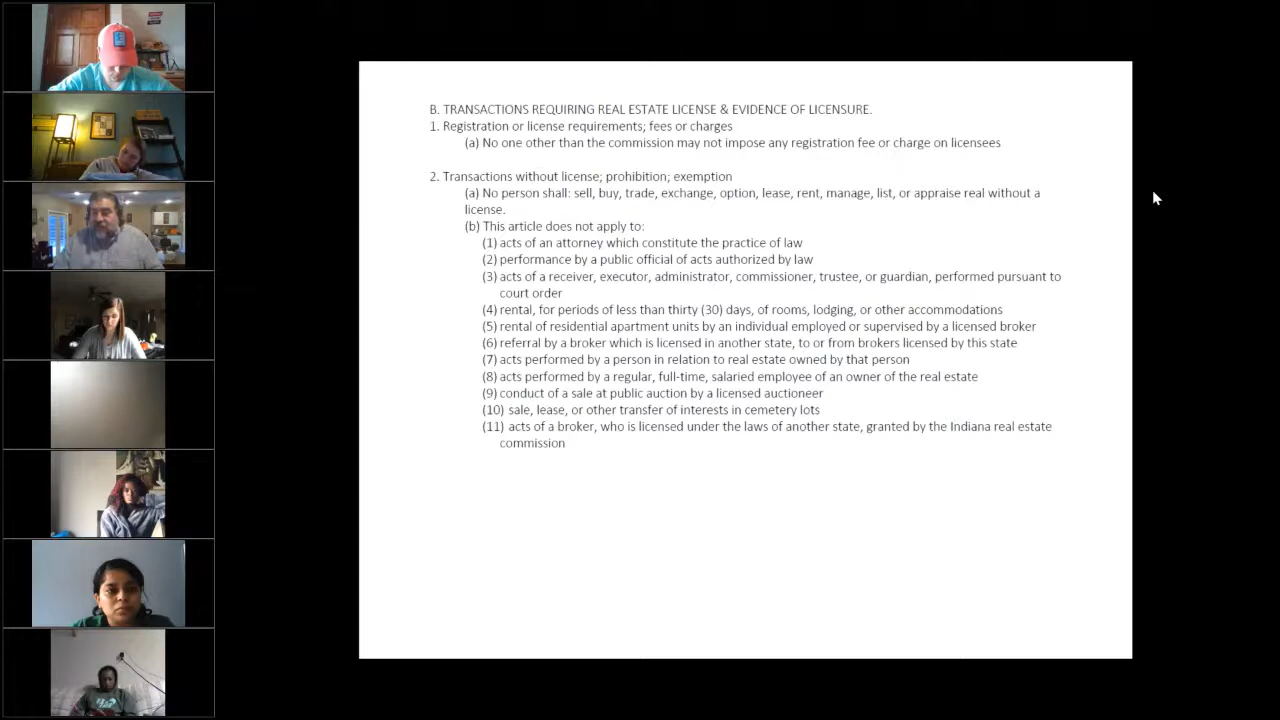 B. TRANSACTIONS REQUIRING REAL ESTATE LICENSE & EVIDENCE OF LICENSURE.
1. Registration or license requirements; fees or charges
(a) No one other than the commission may not impose any registration fee or charge on licensees
2. Transactions without license; prohibition; exemption
(a) No person shall: sell, buy, trade, exchange, option, lease, rent, manage, list, or appraise real without a
license.
(b) This article does not apply to:
(1) acts of an attorney which constitute the practice of law
(2) performance by a public official of acts authorized by law
(3) acts of a receiver, executor, administrator, commissioner, trustee, or guardian, performed pursuant to
court order
(4) rental, for periods of less than thirty (30) days, of rooms, lodging, or other accommodations
(5) rental of residential apartment units by an individual employed or supervised by a licensed broker
(6) referral by a broker which is licensed in another state, to or from brokers licensed by this state
(7) acts performed by a person in relation to real estate owned by that person
(8) acts performed by a regular, full-time, salaried employee of an owner of the real estate
(9) conduct of a sale at public auction by a licensed auctioneer
(10) sale, lease, or other transfer of interests in cemetery lots
(11) acts of a broker, who is licensed under the laws of another state, granted by the Indiana real estate
commission